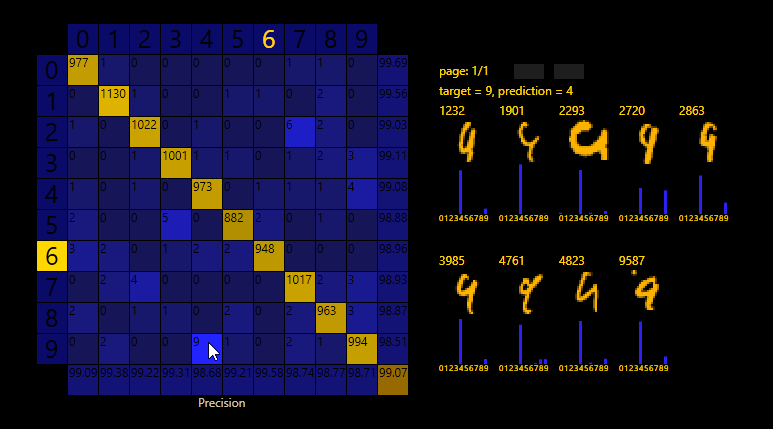 0 1 2 3 4 5 6 7 8 9
0 977 1 0 0 0 0 0 1 1 0 99.69
1 0 1130 1 0 0 1 1 0 2 0 99.56
2 1 0 1022 0 1 0 0 6 2 0 99.03
3 0 0 1 1001 1 1 0 1 2 3 99.11
4 1 0 1 0 973 0 1 1 1 4 99.08
5 2 0 0 5 0 882 2 0 1 0 98.88
6 3 2 0 1 2 2 948 0 0 0 98.96
7 0 2 4 0 0 0 0 1017 2 3 98.93
8 2 0 1 1 0 2 0 2 963 3 98.87
9 0 2 0 0 9 1 0 2 1 994 98.51
99.09 99.38 99.22 99.31 98.68 99.21 99.58 98.74 98.77 98.71 99.07
Precision
page: 1/1
target = 9, prediction = 4
1232 1901 2293 2720 2863
0123456789 0123456789 0123456789 0123456789 0123456789
3985 4761 4823 9587
0123456789 0123456789 0123456789 0123456789